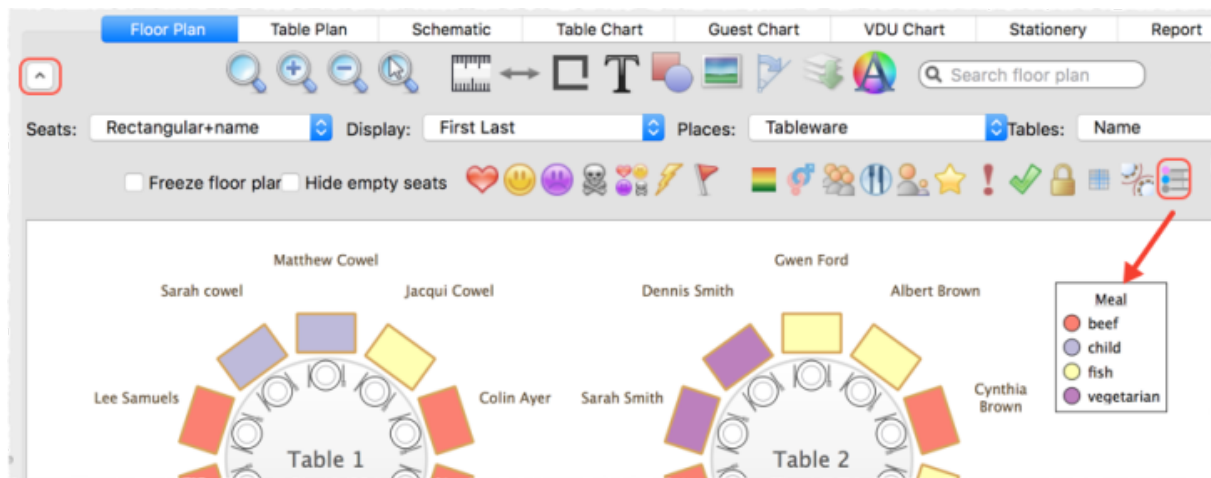 Floor Plan
Table Plan
Schematic
Table Chart
Guest Chart
VDU Chart
Stationery
Report
T
A
Search floor plan
Seats:
Rectangular+name
Display:
First Last
Places:
Tableware
Tables:
Name
Freeze floor plan
Hide empty seats
Matthew Cowel
Sarah cowel
Jacqui Cowel
Lee Samuels
Colin Ayer
Table 1
Gwen Ford
Dennis Smith
Albert Brown
Sarah Smith
Cynthia
Brown
Table 2
Meal
beef
child
fish
vegetarian